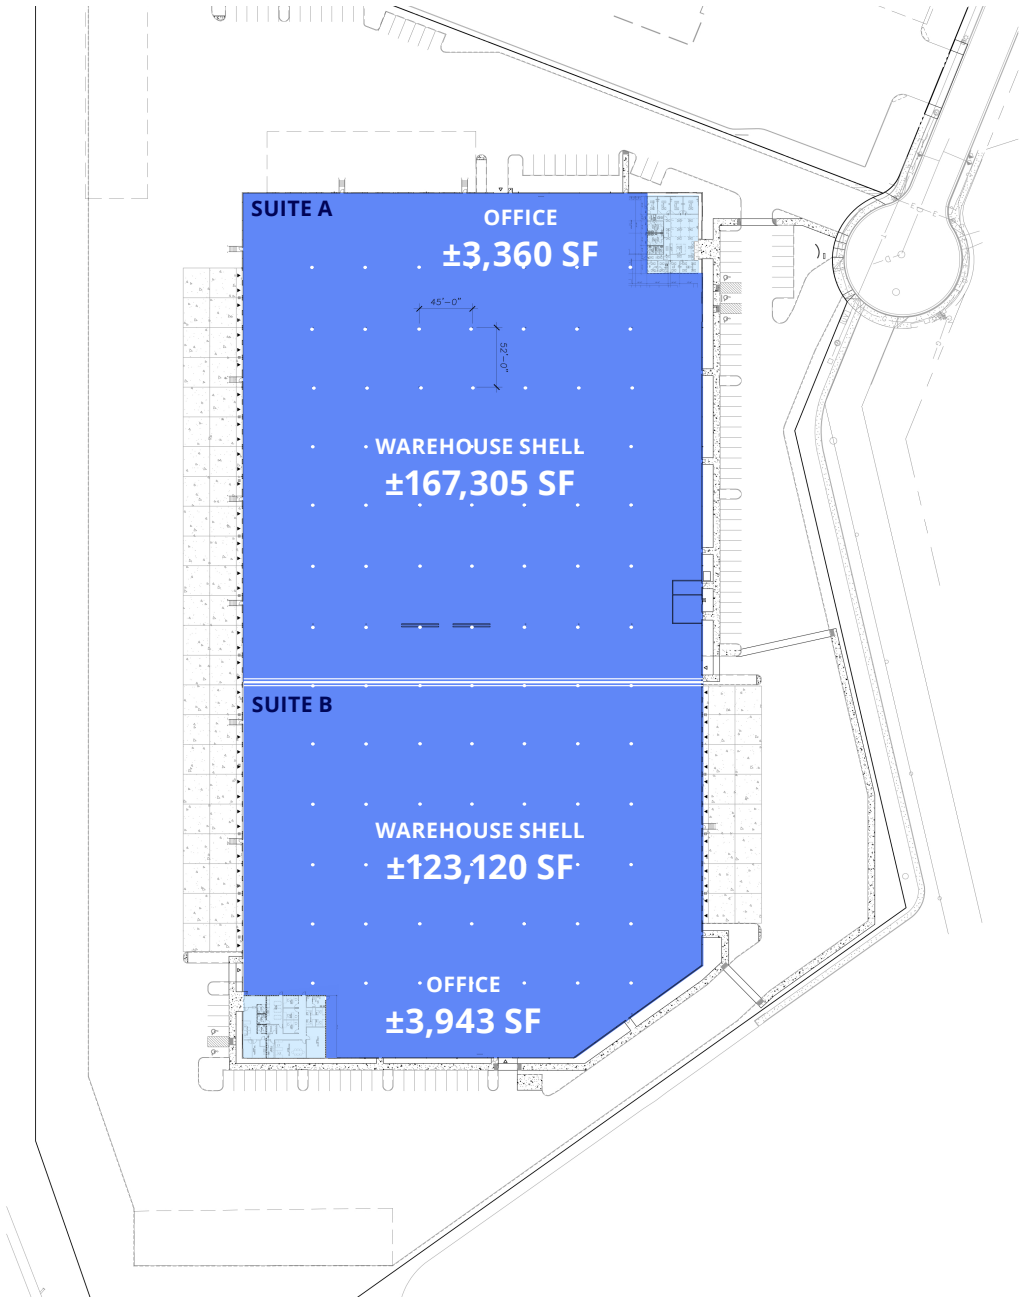 SUITE A
OFFICE
±3,360 SF
45'-0"
52'-0"
WAREHOUSE SHELL
±167,305 SF
SUITE B
WAREHOUSE SHELL
±123,120 SF
OFFICE
±3,943 SF